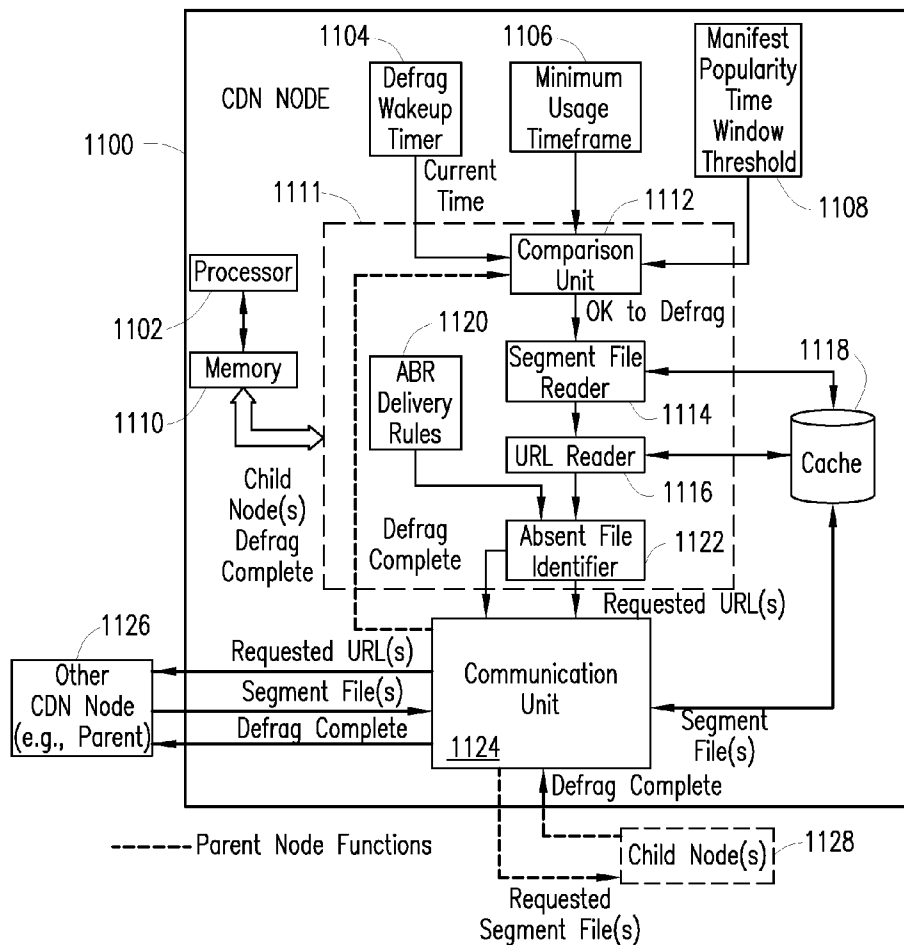 1104
1106
CDN NODE
Defrag
Wakeup
Timer
Minimum
Usage
Timeframe
Manifest
Popularity
Time
Window
Threshold
1100
Current
Time
1111
1112
1108
Processor
Comparison
Unit
1102
OK to Defrag
1120
1118
Memory
ABR
Delivery
Rules
Segment File
Reader
1110
1114
URL Reader
Cache
1116
Child
Node(s)
Defrag
Complete
Defrag
Complete
Absent File
Identifier
1122
Requested URL(s)
1126
Requested URL(s)
Other
CDN Node
(e.g., Parent)
Segment File(s)
Defrag Complete
Communication
Unit
1124
Segment
File(s)
Defrag Complete
Parent Node Functions
Child Node(s)
1128
Requested
Segment File(s)